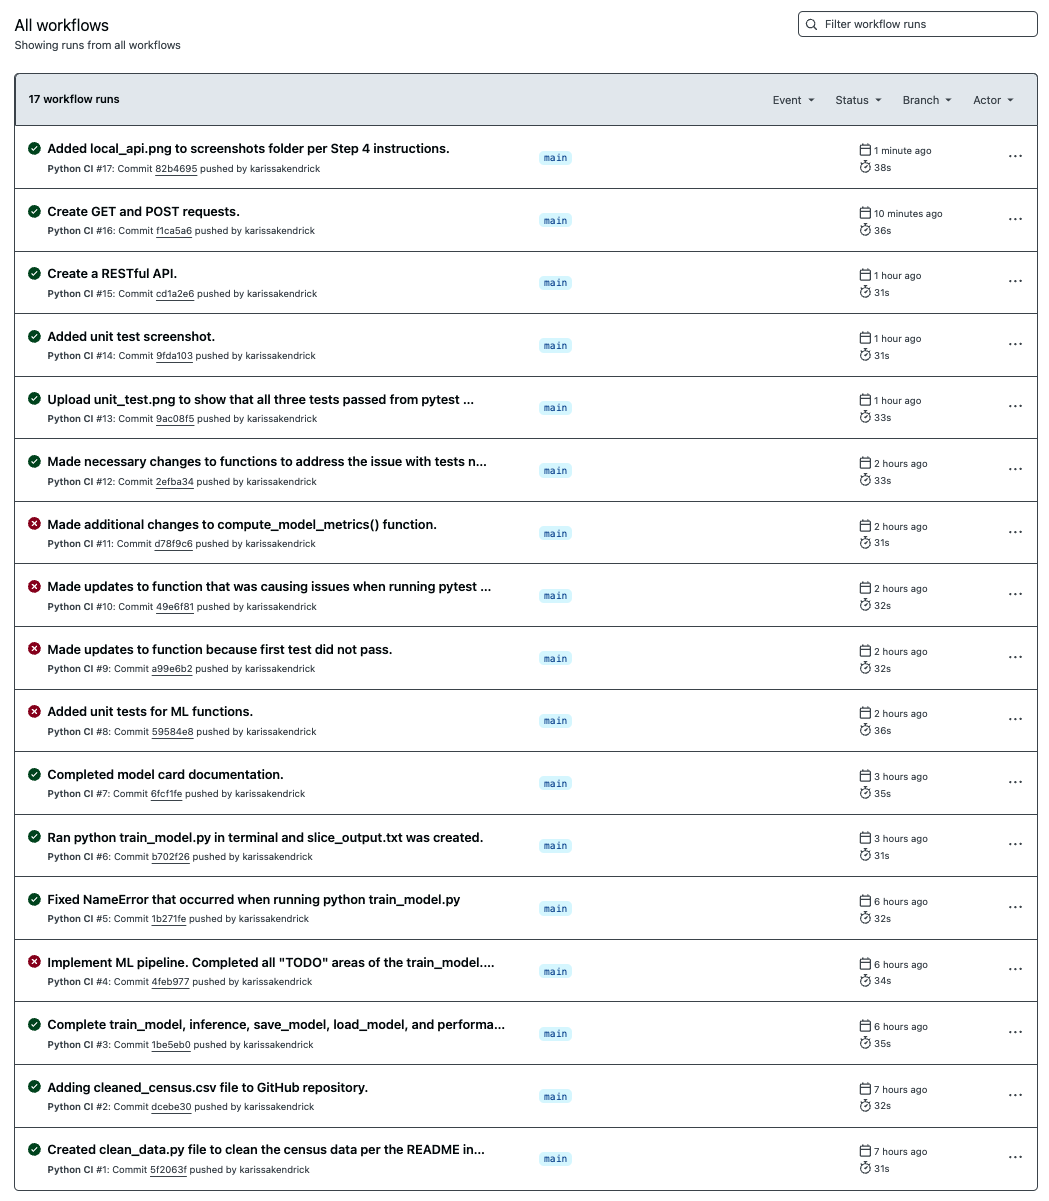 All workflows
Showing runs from all workflows
Filter workflow runs
17 workflow runs
Event Status Branch Actor
Added local_api.png to screenshots folder per Step 4 instructions.
Python CI #17: Commit 82b4695 pushed by karissakendrick
main
1 minute ago
38s
Create GET and POST requests.
Python CI #16: Commit f1ca5a6 pushed by karissakendrick
main
10 minutes ago
36s
Create a RESTful API.
Python CI #15: Commit cd1a2e6 pushed by karissakendrick
main
1 hour ago
31s
Added unit test screenshot.
Python CI #14: Commit 9fda103 pushed by karissakendrick
main
1 hour ago
31s
Upload unit_test.png to show that all three tests passed from pytest ...
Python CI #13: Commit 9ac08f5 pushed by karissakendrick
main
1 hour ago
33s
Made necessary changes to functions to address the issue with tests n...
Python CI #12: Commit 2efba34 pushed by karissakendrick
main
2 hours ago
33s
Made additional changes to compute_model_metrics() function.
Python CI #11: Commit d78f9c6 pushed by karissakendrick
main
2 hours ago
31s
Made updates to function that was causing issues when running pytest ...
Python CI #10: Commit 49e6f81 pushed by karissakendrick
main
2 hours ago
32s
Made updates to function because first test did not pass.
Python CI #9: Commit a99e6b2 pushed by karissakendrick
main
2 hours ago
32s
Added unit tests for ML functions.
Python CI #8: Commit 59584e8 pushed by karissakendrick
main
2 hours ago
36s
Completed model card documentation.
Python CI #7: Commit 6fcf1fe pushed by karissakendrick
main
3 hours ago
35s
Ran python train_model.py in terminal and slice_output.txt was created.
Python CI #6: Commit b702f26 pushed by karissakendrick
main
3 hours ago
31s
Fixed NameError that occurred when running python train_model.py
Python CI #5: Commit 1b271fe pushed by karissakendrick
main
6 hours ago
32s
Implement ML pipeline. Completed all "TODO" areas of the train_model....
Python CI #4: Commit 4feb977 pushed by karissakendrick
main
6 hours ago
34s
Complete train_model, inference, save_model, load_model, and performa...
Python CI #3: Commit 1be5eb0 pushed by karissakendrick
main
6 hours ago
35s
Adding cleaned_census.csv file to GitHub repository.
Python CI #2: Commit dcebe30 pushed by karissakendrick
main
7 hours ago
32s
Created clean_data.py file to clean the census data per the README in...
Python CI #1: Commit 5f2063f pushed by karissakendrick
main
7 hours ago
31s